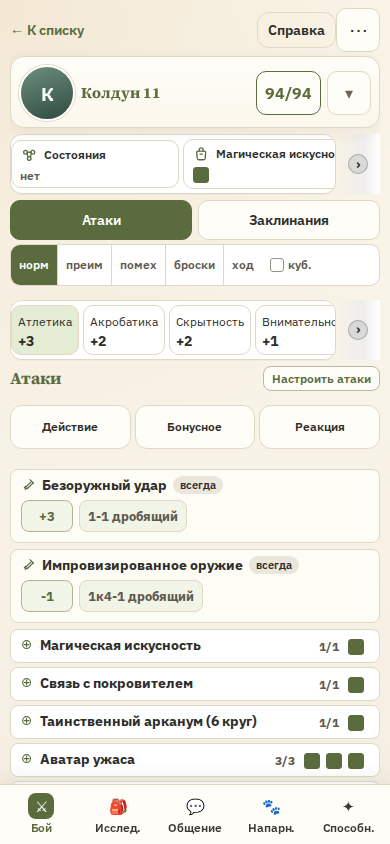 ← К списку
Справка
⋯
К
Колдун 11
94/94
▼
Состояния
нет
Магическая искусно
›
Атаки
Заклинания
норм
преим
помех
броски
ход
куб.
Атлетика
+3
Акробатика
+2
Скрытность
+2
Внимательно
+1
›
Атаки
Настроить атаки
Действие
Бонусное
Реакция
Безоружный удар
всегда
+3
1-1 дробящий
Импровизированное оружие
всегда
-1
1к4-1 дробящий
Магическая искусность
1/1
Связь с покровителем
1/1
Таинственный арканум (6 круг)
1/1
Аватар ужаса
3/3
Бой
Исслед.
Общение
Напарн.
Способн.